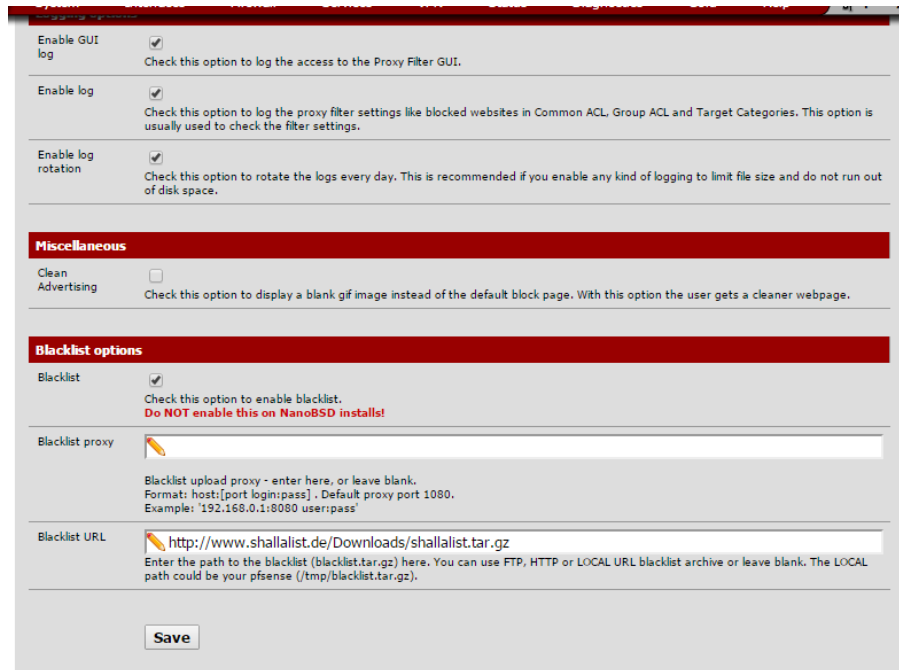 Logging options
Enable GUI
log
Check this option to log the access to the Proxy Filter GUI.
Enable log
Check this option to log the proxy filter settings like blocked websites in Common ACL, Group ACL and Target Categories. This option is
usually used to check the filter settings.
Enable log
rotation
Check this option to rotate the logs every day. This is recommended if you enable any kind of logging to limit file size and do not run out
of disk space.
Miscellaneous
Clean
Advertising
Check this option to display a blank gif image instead of the default block page. With this option the user gets a cleaner webpage.
Blacklist options
Blacklist
Check this option to enable blacklist.
Do NOT enable this on NanoBSD installs!
Blacklist proxy
Blacklist upload proxy - enter here, or leave blank.
Format: host:[port login:pass] . Default proxy port 1080.
Example: '192.168.0.1:8080 user:pass'
Blacklist URL
http://www.shallalist.de/Downloads/shallalist.tar.gz
Enter the path to the blacklist (blacklist.tar.gz) here. You can use FTP, HTTP or LOCAL URL blacklist archive or leave blank. The LOCAL
path could be your pfsense (/tmp/blacklist.tar.gz).
Save